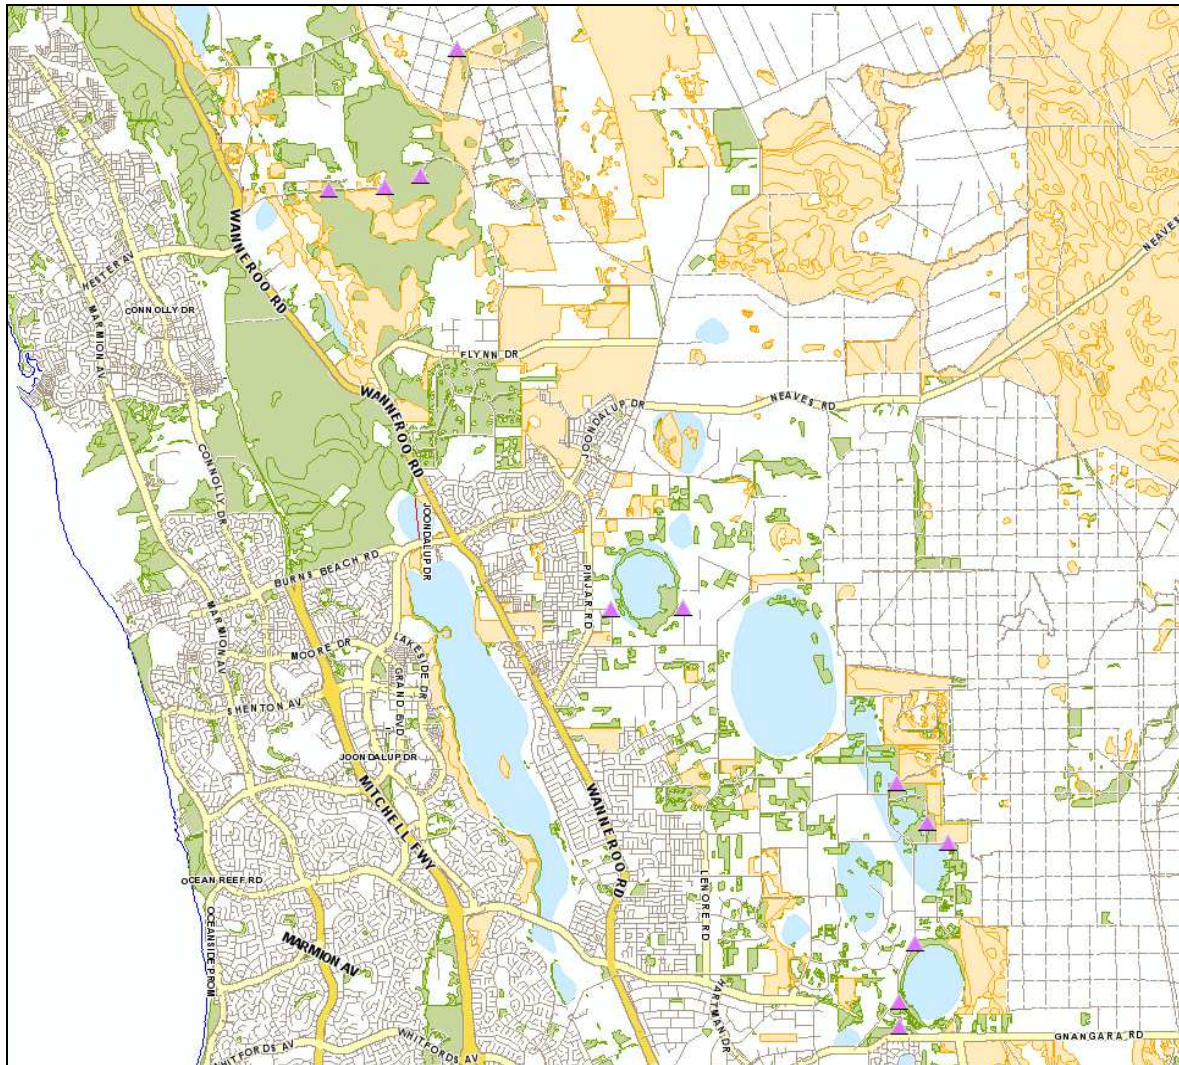 NEAVES
WANNEROO RD
HESTER AV
CONNOLLY DR
MARMION AV
FLYNN DR
WANNEROO RD
NEAVES RD
JOONDALUP DR
CONNOLLY DR
JOONDALUP DR
BURNS BEACH RD
PINJAR RD
MARMION AV
MOORE DR
LAKESIDE DR
GRAND BVD
SHENTON AV
JOONDALUP DR
MITCHELL FWY
WANNEROO RD
OCEAN REEF RD
LENORE RD
OCEANSIDE PROM
MARMION AV
HARTMAN DR
WHITFORDS AV
WHITFORDS AV
GNANGARA RD